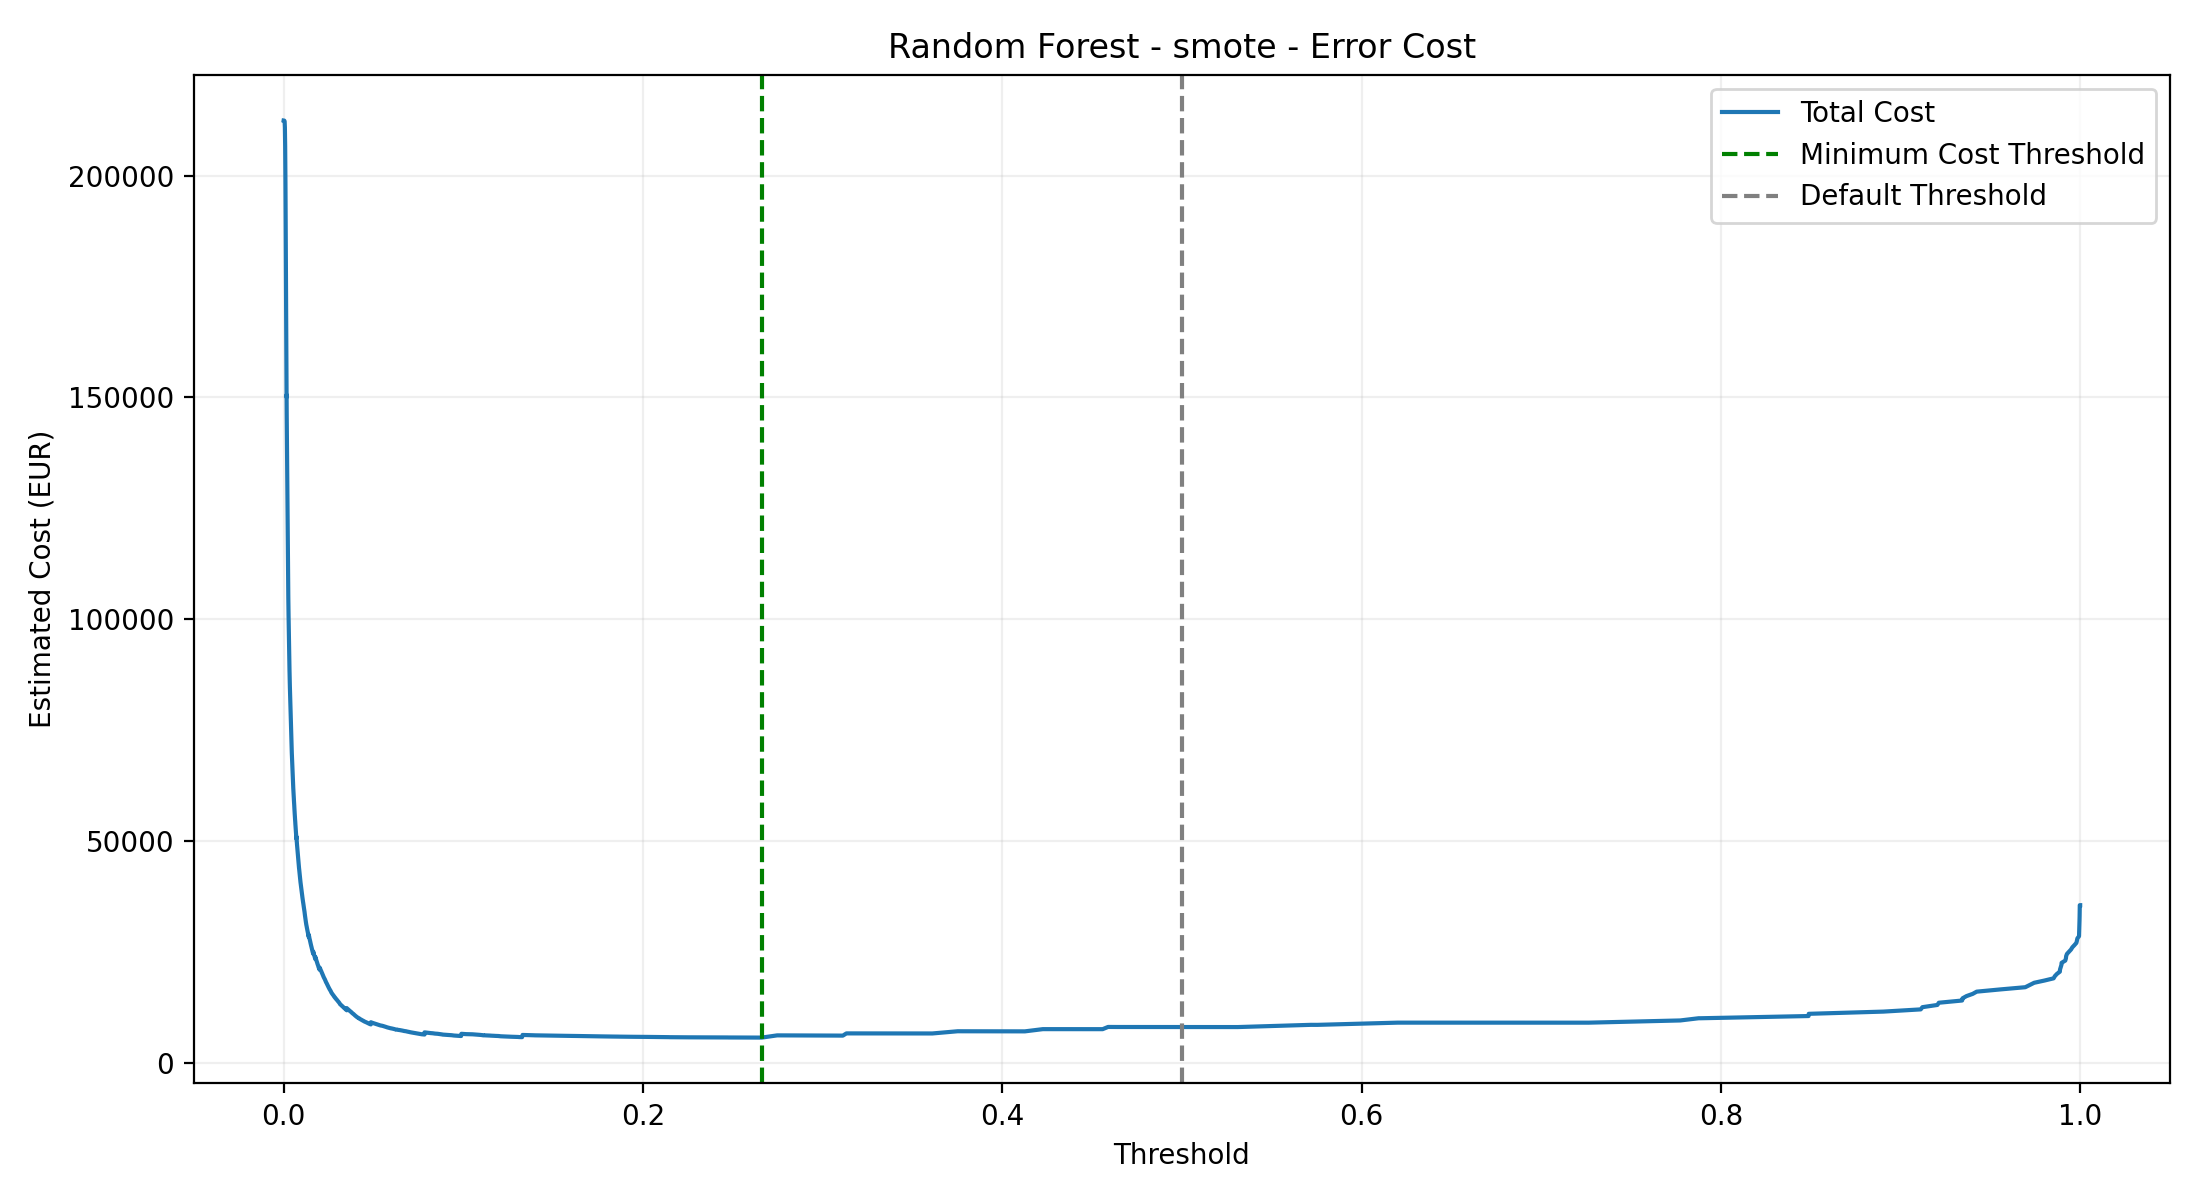 Random Forest - smote - Error Cost
Total Cost
Minimum Cost Threshold
Default Threshold
Estimated Cost (EUR)
200000
150000
100000
50000
0
0.0
0.2
0.4
0.6
0.8
1.0
Threshold